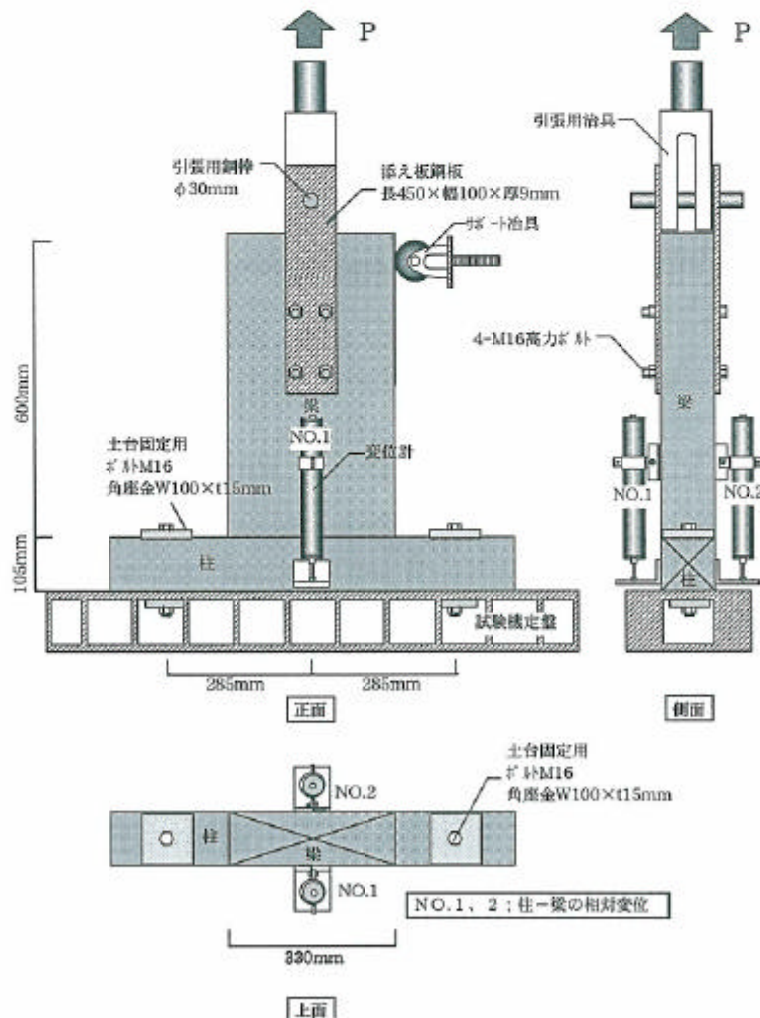 P
引張用鋼棒
φ30mm
添え板鋼板
長450×幅100×厚9mm
サポート冶具
600mm
梁
NO.1
変位計
土台固定用
ボルトM16
角座金W100×t15mm
105mm
柱
試験機定盤
285mm
285mm
正面
P
引張用治具
4-M16高力ボルト
梁
NO.1
NO.2
柱
側面
土台固定用
ボルトM16
角座金W100×t15mm
NO.2
柱
梁
NO.1
NO.1、2；柱－梁の相対変位
330mm
上面